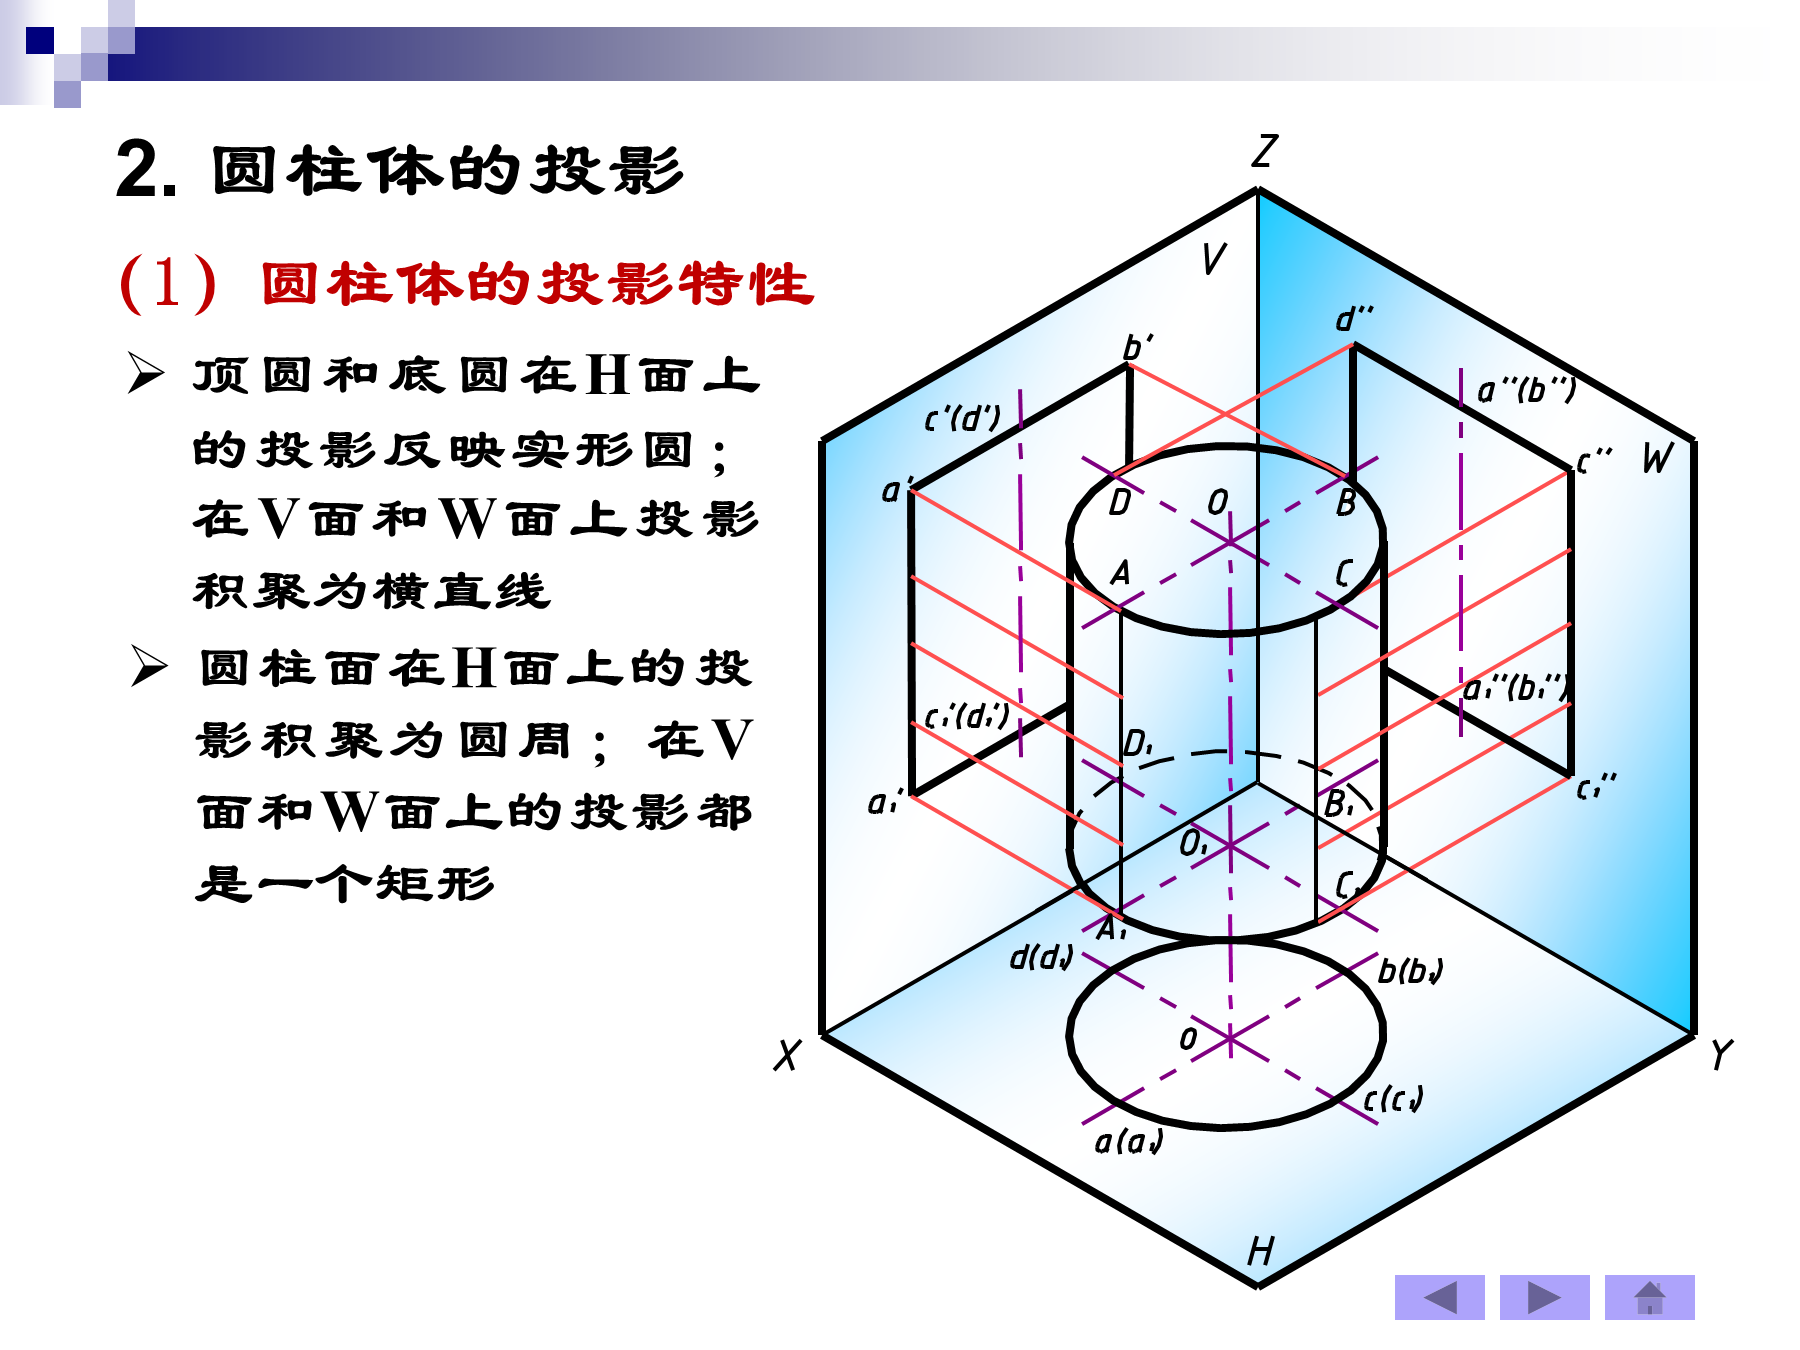 2. 圆柱体的投影
(1) 圆柱体的投影特性
➢ 顶圆和底圆在H面上
的投影反映实形圆；
在V面和W面上投影
积聚为横直线
➢ 圆柱面在H面上的投
影积聚为圆周；在V
面和W面上的投影都
是一个矩形
Z
V
d''
b'
a''(b'')
c'(d')
c''
W
a'
D
O
B
A
C
a₁''(b₁'')
c₁'(d₁')
D₁
c₁''
a₁'
B₁
O₁
C₁
A₁
d(d₁)
b(b₁)
o
X
Y
c(c₁)
a(a₁)
H